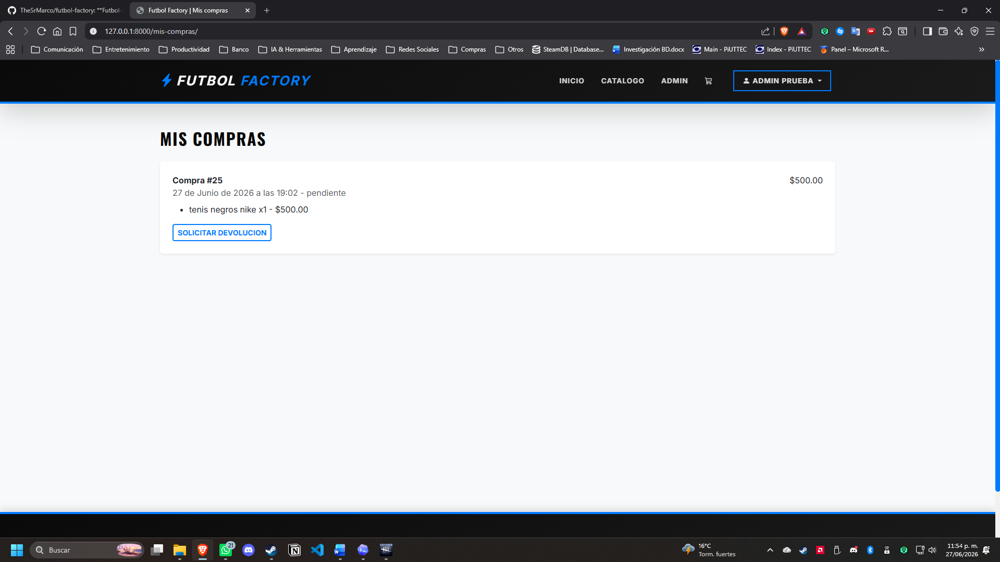 TheSrMarco/futbol-factory: **Futbol-
Futbol Factory | Mis compras
127.0.0.1:8000/mis-compras/
Comunicación
Entretenimiento
Productividad
Banco
IA & Herramientas
Aprendizaje
Redes Sociales
Compras
Otros
SteamDB | Database...
Investigación BD.docx
Main - PiUTTEC
Index - PiUTTEC
Panel – Microsoft R...
FUTBOL FACTORY
INICIO
CATALOGO
ADMIN
ADMIN PRUEBA
MIS COMPRAS
Compra #25
$500.00
27 de Junio de 2026 a las 19:02 - pendiente
tenis negros nike x1 - $500.00
SOLICITAR DEVOLUCION
Buscar
21
16°C
Torm. fuertes
11:54 p. m.
27/06/2026